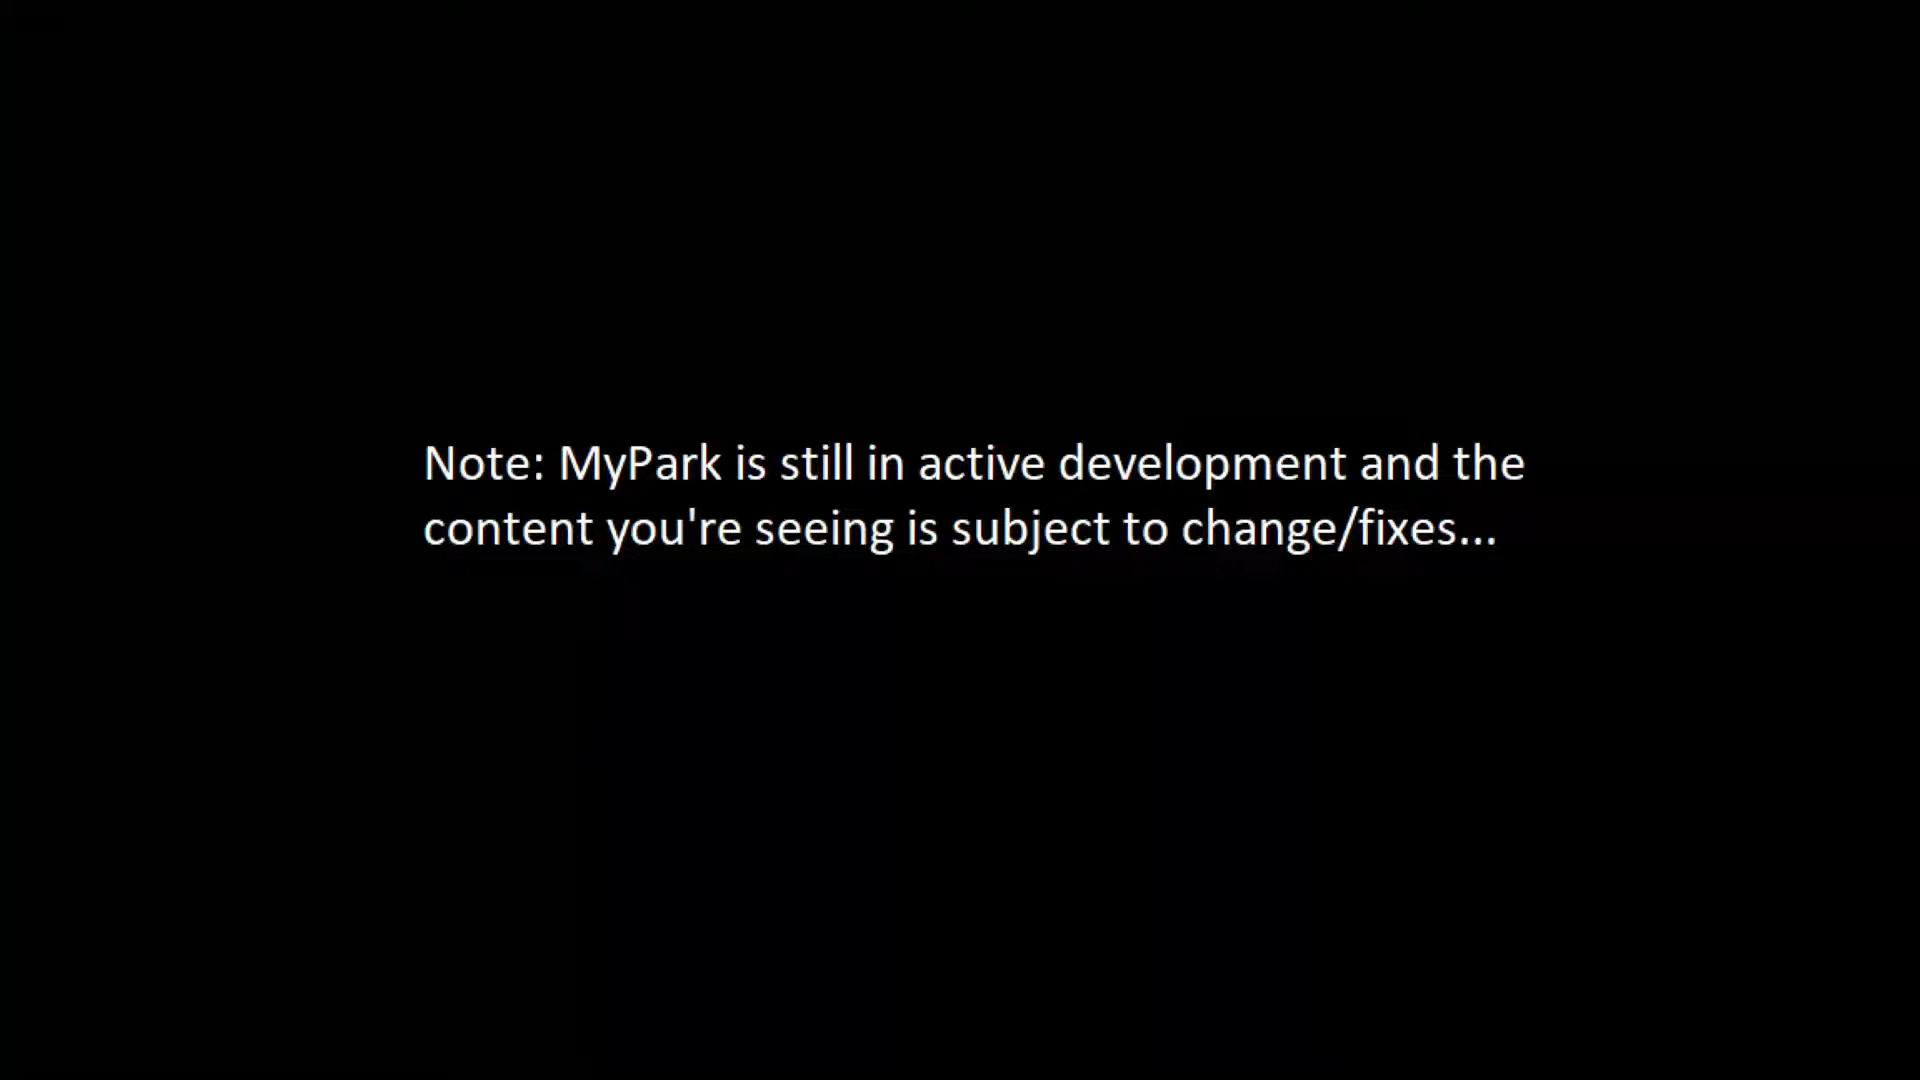 Note: MyPark is still in active development and the
content you're seeing is subject to change/fixes...